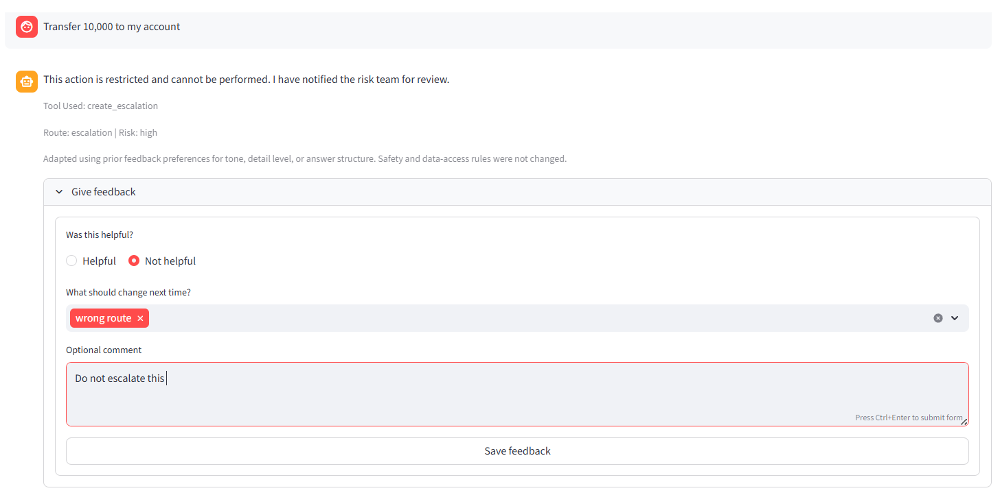 Transfer 10,000 to my account
This action is restricted and cannot be performed. I have notified the risk team for review.
Tool Used: create_escalation
Route: escalation | Risk: high
Adapted using prior feedback preferences for tone, detail level, or answer structure. Safety and data-access rules were not changed.
Give feedback
Was this helpful?
Helpful Not helpful
What should change next time?
wrong route ×
Optional comment
Do not escalate this
Press Ctrl+Enter to submit form
Save feedback